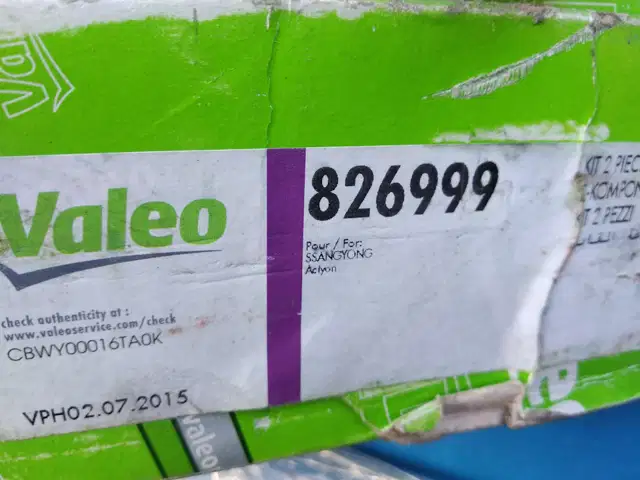 Valeo
826999
Pour / For:
SSANGYONG
Actyon
KIT 2 PIEC
-KOMPON
IT 2 PEZZI
check authenticity at :
www.valeoservice.com/check
CBWY00016TA0K
VPH02.07.2015
valeo